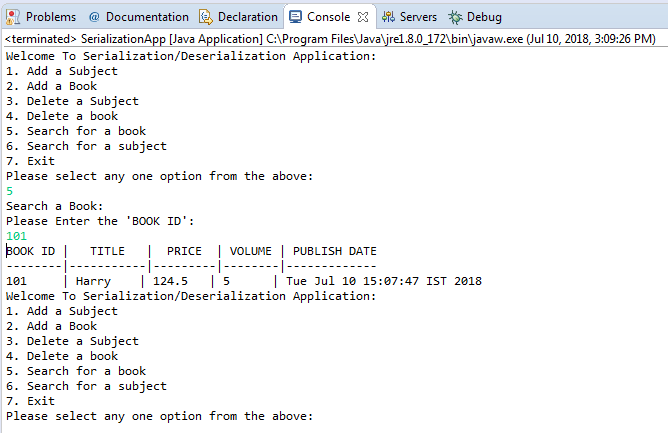 Problems @ Documentation Declaration Console Servers Debug
<terminated> SerializationApp [Java Application] C:\Program Files\Java\jre1.8.0_172\bin\javaw.exe (Jul 10, 2018, 3:09:26 PM)
Welcome To Serialization/Deserialization Application:
1. Add a Subject
2. Add a Book
3. Delete a Subject
4. Delete a book
5. Search for a book
6. Search for a subject
7. Exit
Please select any one option from the above:
5
Search a Book:
Please Enter the 'BOOK ID':
101
BOOK ID |   TITLE   |  PRICE  | VOLUME | PUBLISH DATE
--------|-----------|---------|--------|-------------
101     | Harry    | 124.5   | 5      | Tue Jul 10 15:07:47 IST 2018
Welcome To Serialization/Deserialization Application:
1. Add a Subject
2. Add a Book
3. Delete a Subject
4. Delete a book
5. Search for a book
6. Search for a subject
7. Exit
Please select any one option from the above: